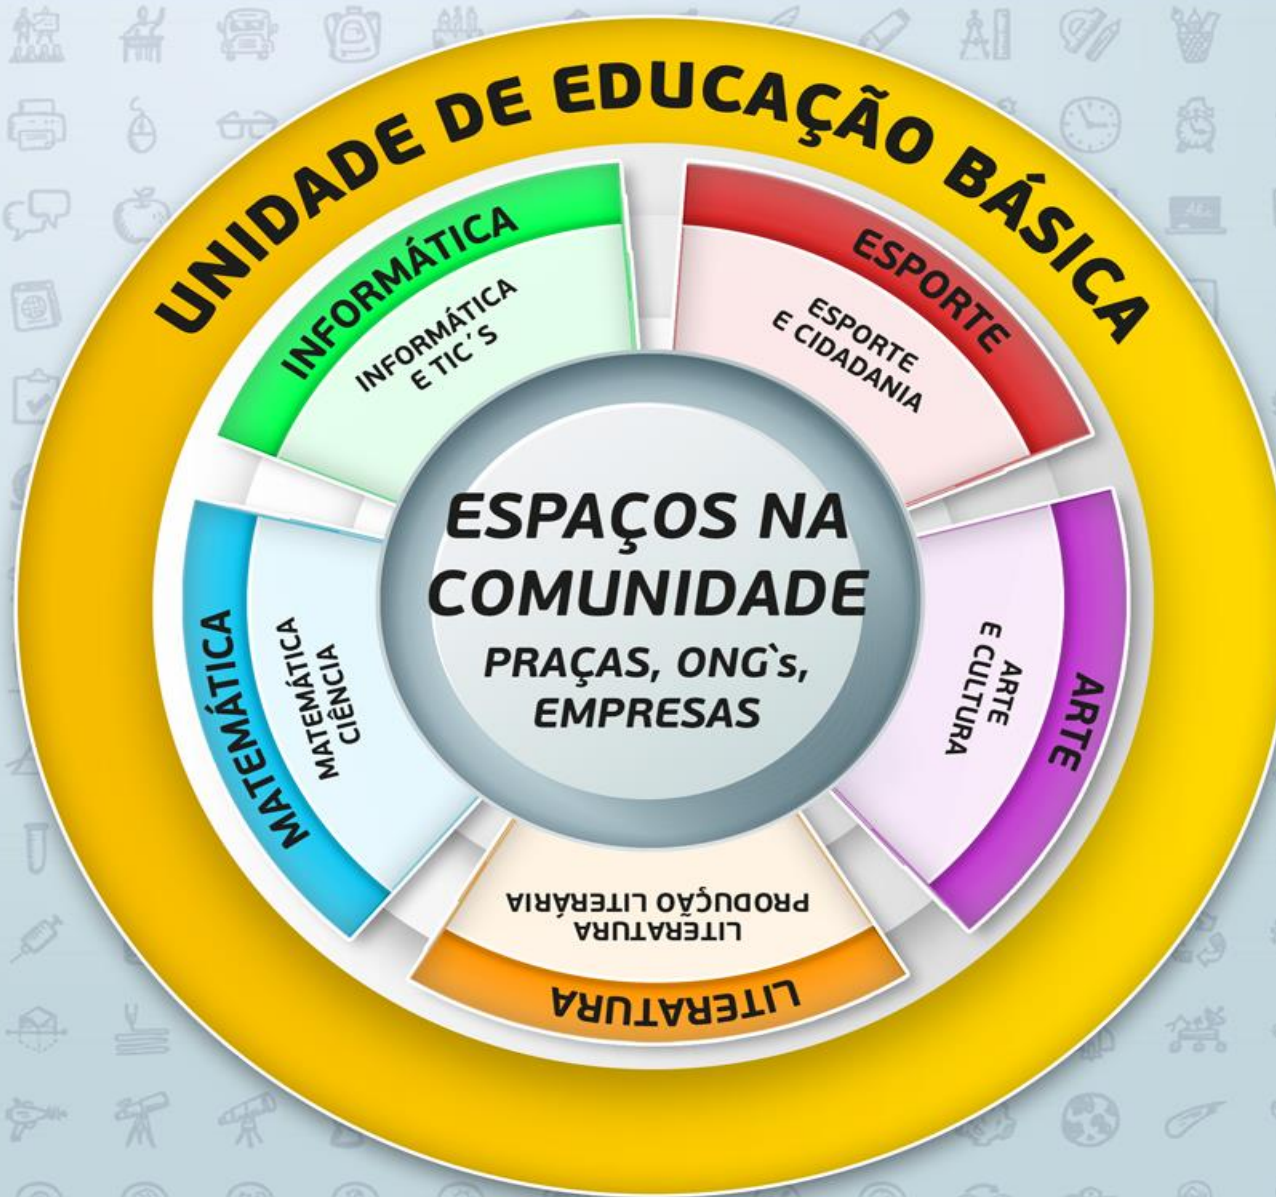 UNIDADE DE EDUCAÇÃO BÁSICA
INFORMÁTICA
INFORMÁTICA
E TIC´S
ESPORTE
ESPORTE
E CIDADANIA
ARTE
ARTE
E CULTURA
LITERATURA
LITERATURA
PRODUÇÃO LITERÁRIA
MATEMÁTICA
MATEMÁTICA
CIÊNCIA
ESPAÇOS NA
COMUNIDADE
PRAÇAS, ONG`s,
EMPRESAS